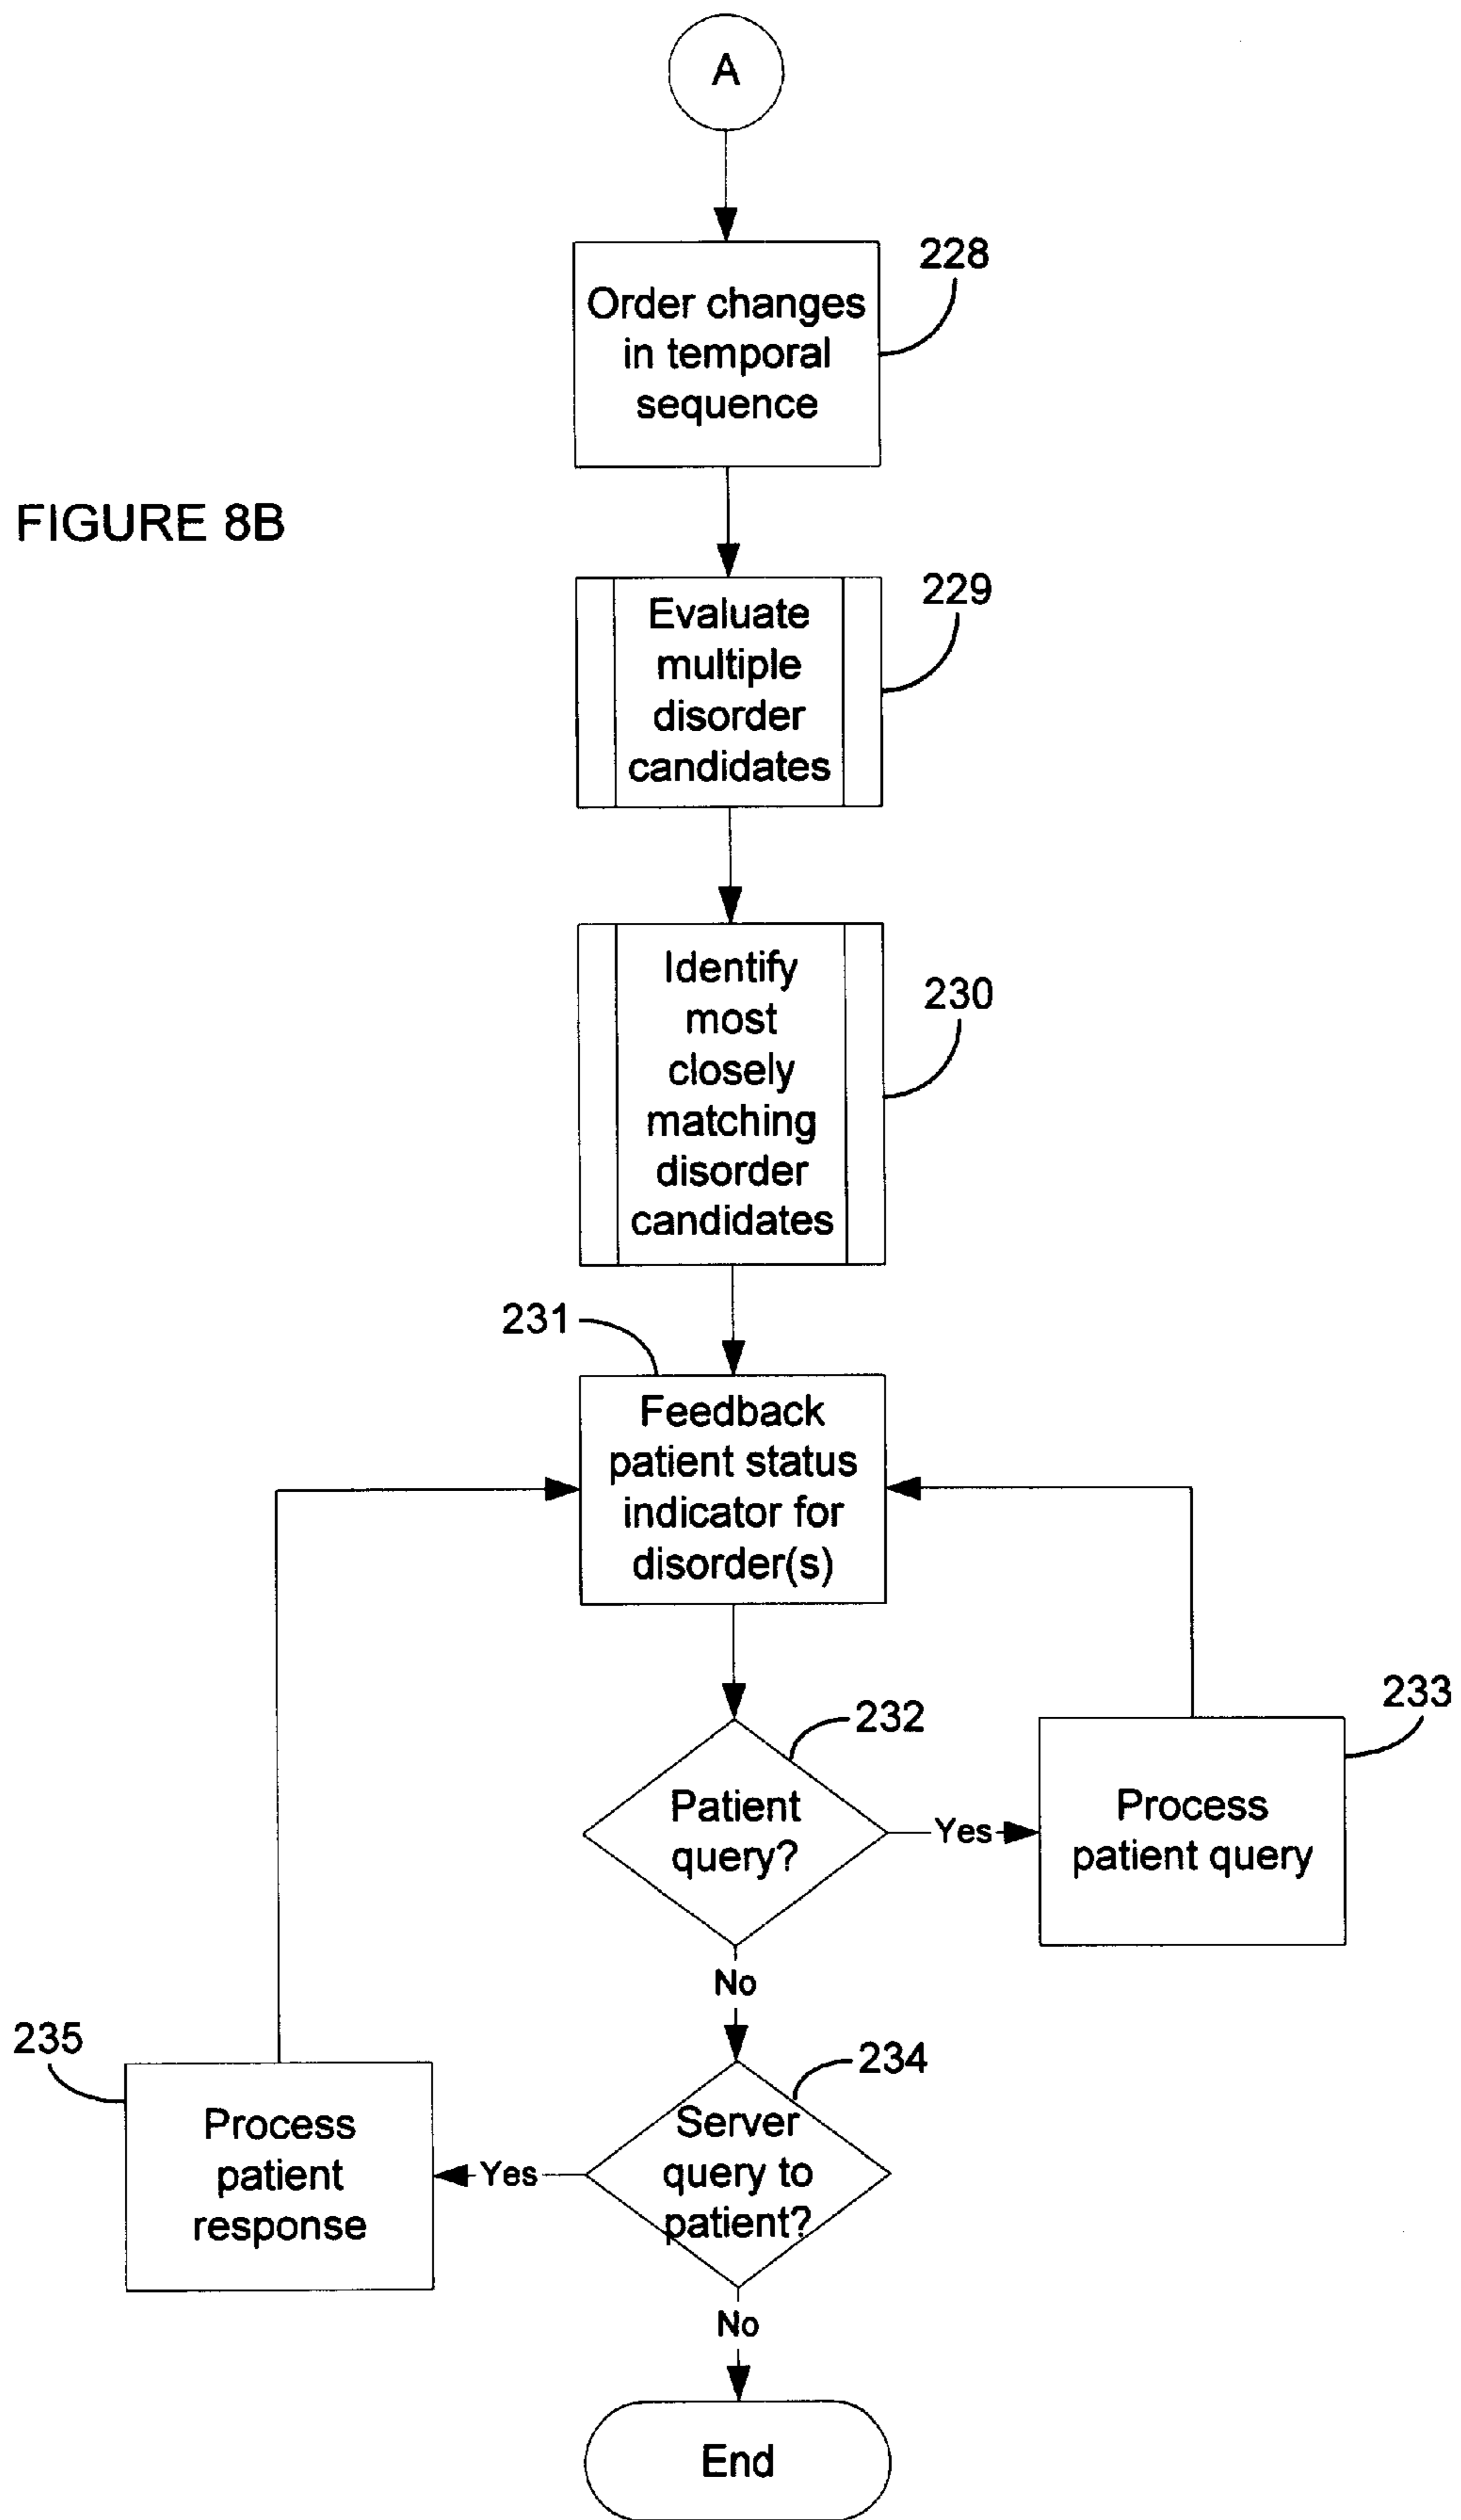 A
228
Order changes
in temporal
sequence
FIGURE 8B
229
Evaluate
multiple
disorder
candidates
230
Identify
most
closely
matching
disorder
candidates
231
Feedback
patient status
indicator for
disorder(s)
232
Patient
query?
Yes
233
Process
patient query
No
234
Server
query to
patient?
Yes
235
Process
patient
response
No
End